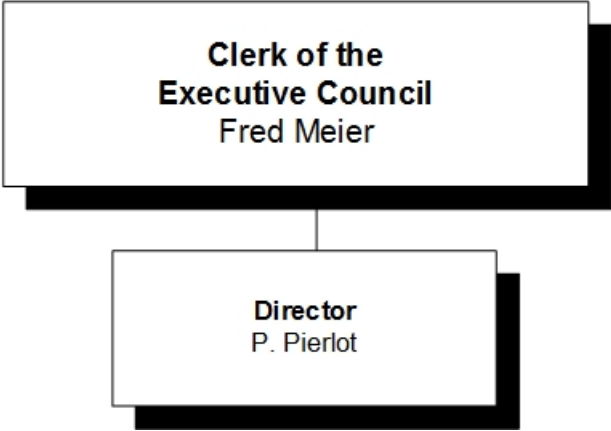 Clerk of the
Executive Council
Fred Meier
Director
P. Pierlot